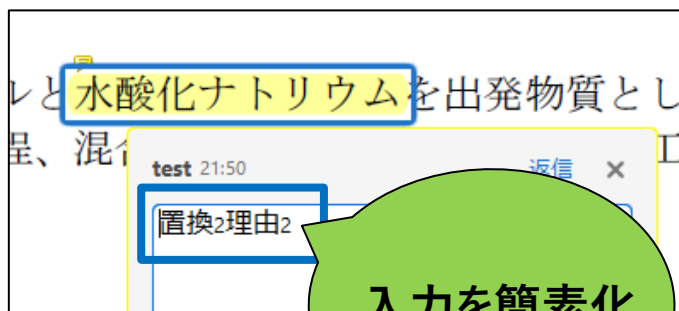 ルと水酸化ナトリウムを出発物質とし
程、混合
test 21:50 返信 ×
置換2理由2
入力を簡素化